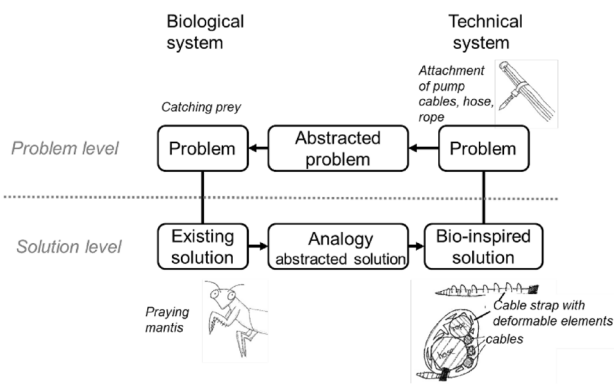 Biological
system
Technical
system
Attachment
of pump
cables, hose,
rope
Catching prey
Problem level
Problem
Abstracted
problem
Problem
Solution level
Existing
solution
Analogy
abstracted solution
Bio-inspired
solution
Praying
mantis
Cable strap with
deformable elements
cables
hose